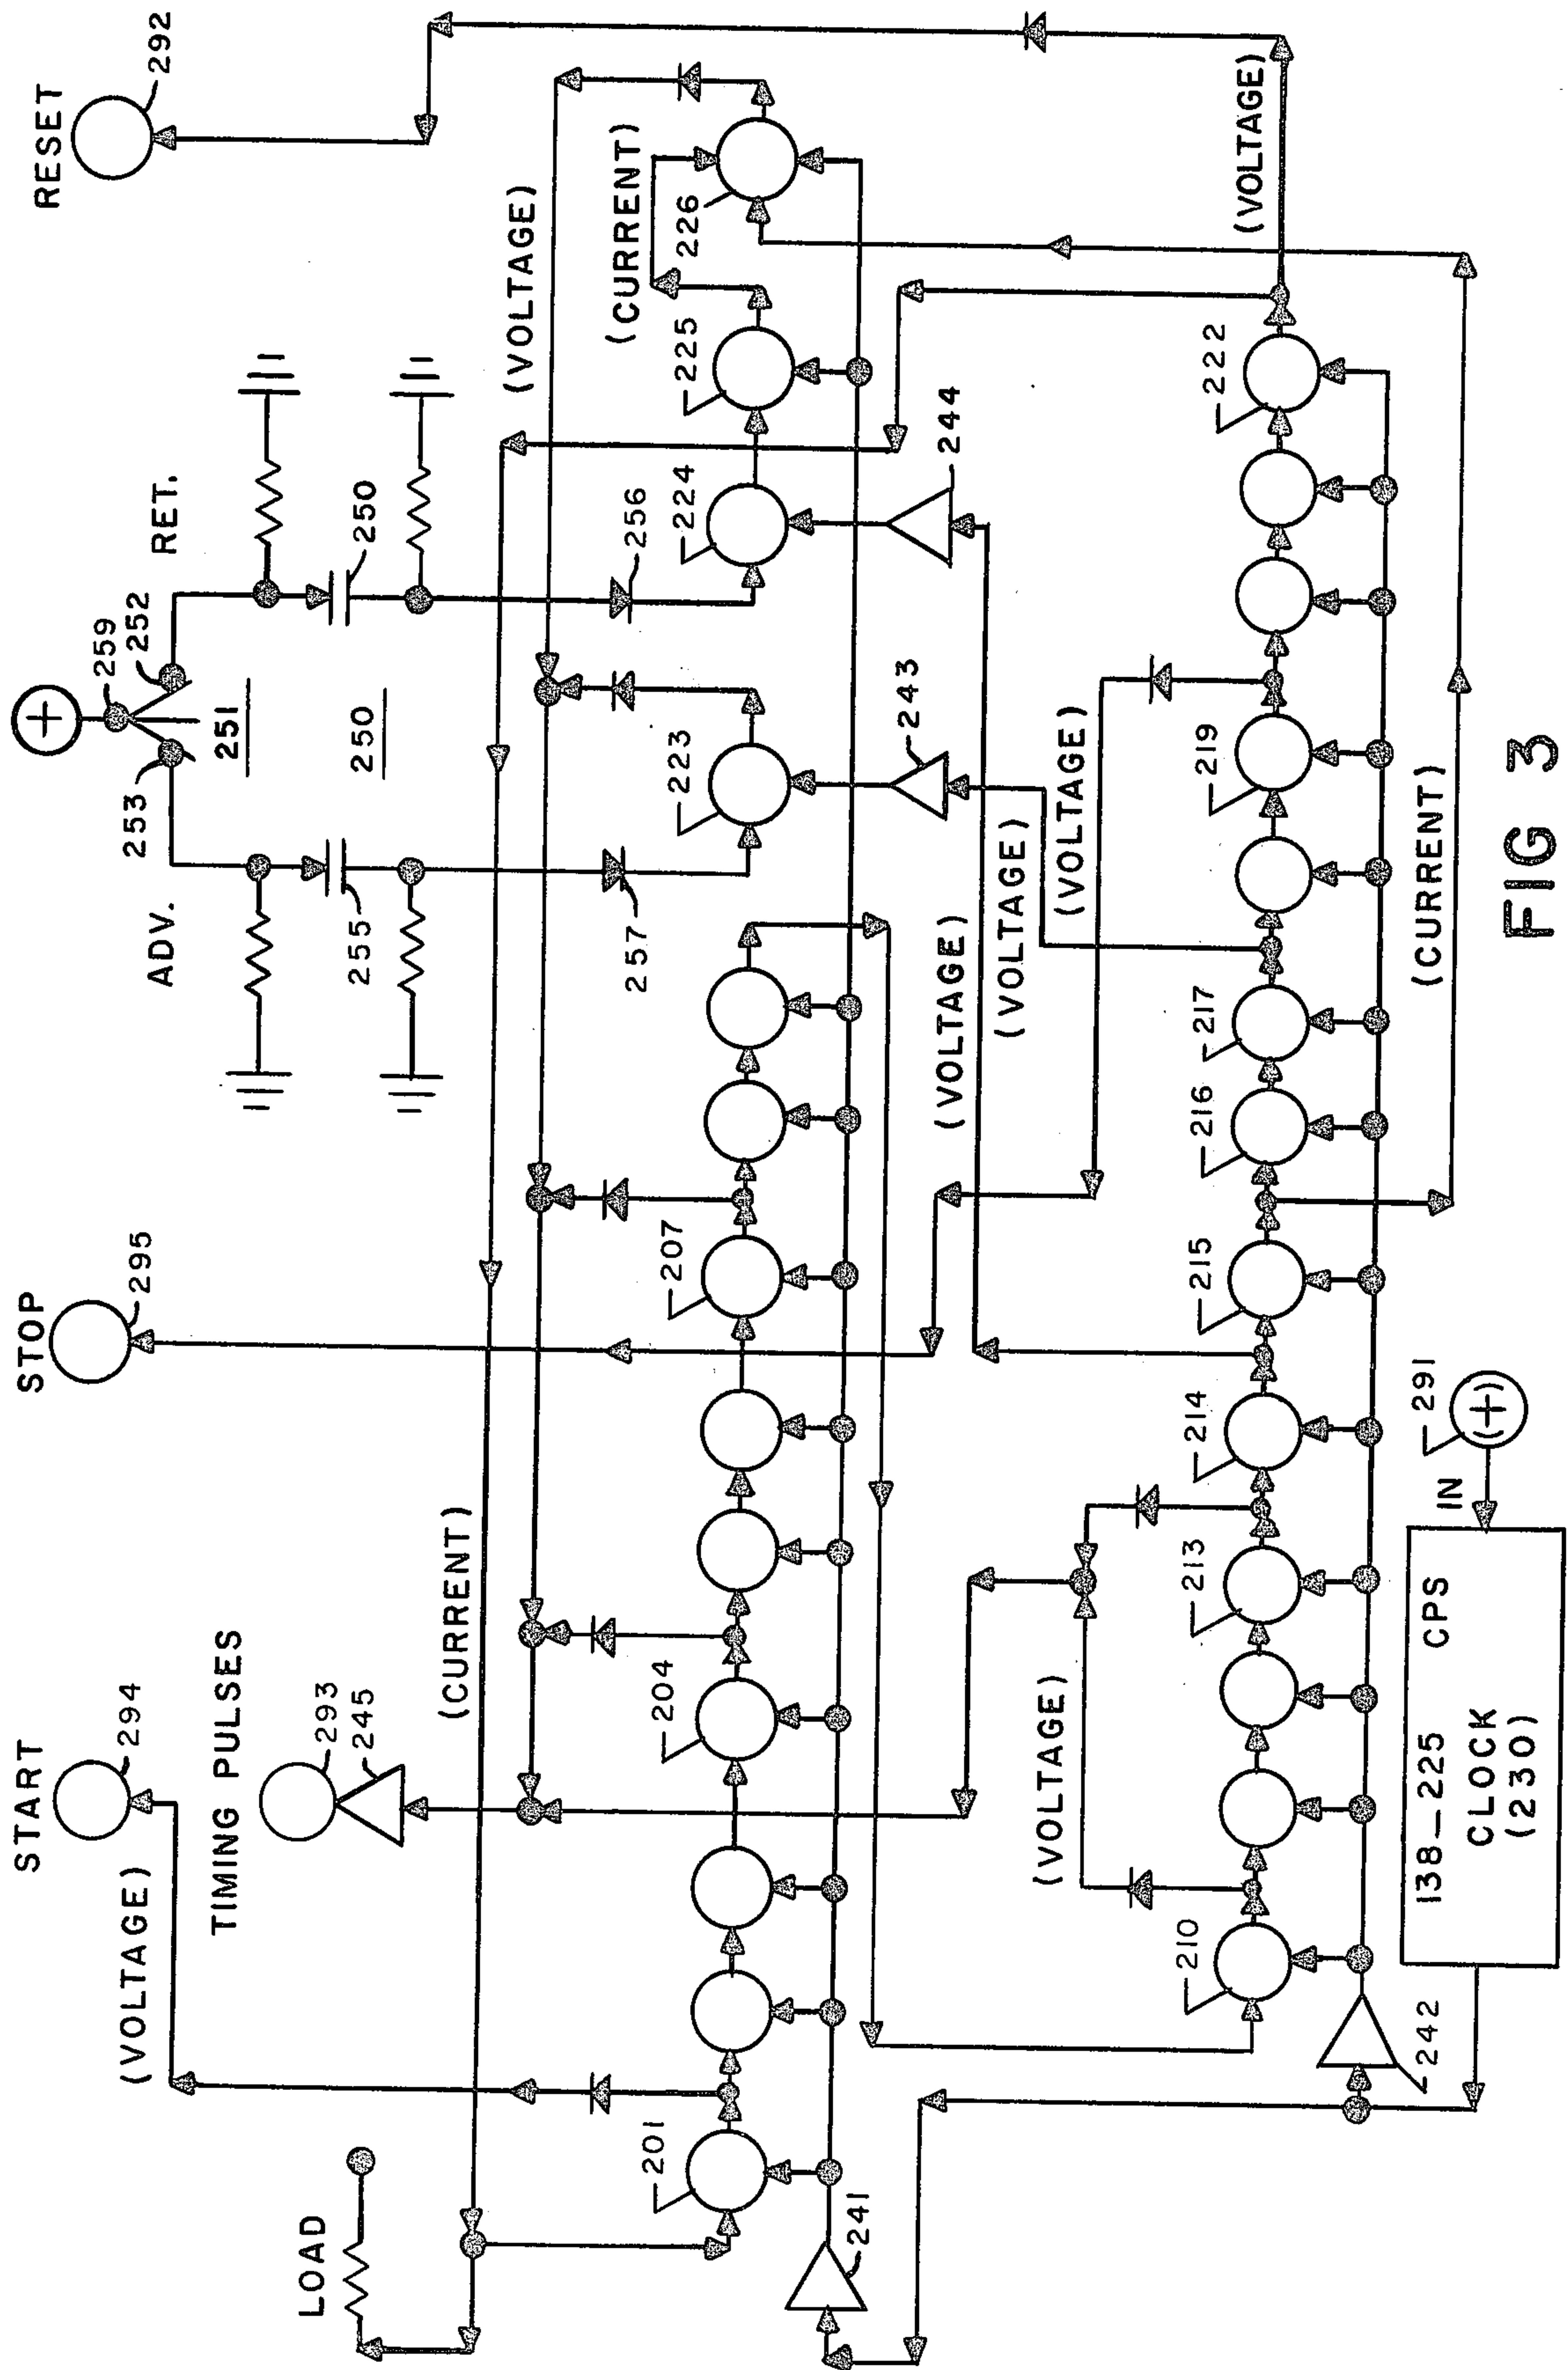 RESET
292
STOP
295
START
294
TIMING PULSES
293
245
LOAD
ADV.
RET.
259
253
252
251
250
250
255
257
256
(VOLTAGE)
(VOLTAGE)
(CURRENT)
(CURRENT)
201
204
207
223
224
225
226
241
243
244
(VOLTAGE)
(VOLTAGE)
(VOLTAGE)
(VOLTAGE)
(VOLTAGE)
210
213
214
215
216
217
219
222
242
(CURRENT)
138-225 CPS
CLOCK
(230)
IN
(+)
291
+
FIG 3